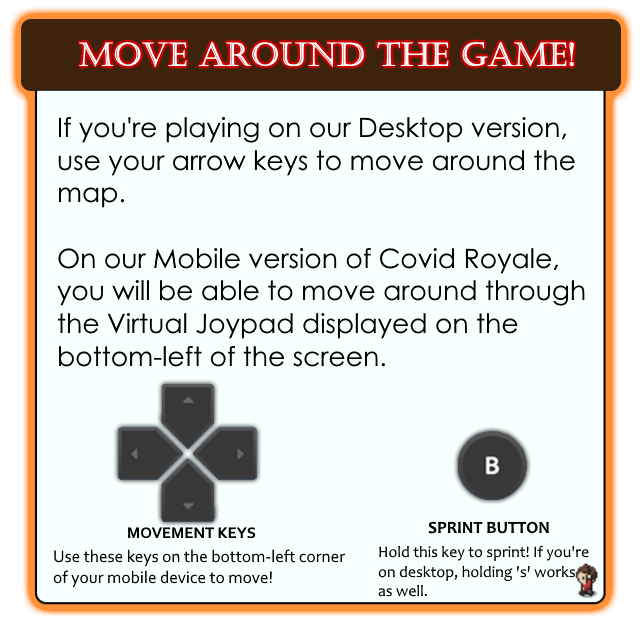 MOVE AROUND THE GAME!
If you're playing on our Desktop version,
use your arrow keys to move around the
map.
On our Mobile version of Covid Royale,
you will be able to move around through
the Virtual Joypad displayed on the
bottom-left of the screen.
B
MOVEMENT KEYS
Use these keys on the bottom-left corner
of your mobile device to move!
SPRINT BUTTON
Hold this key to sprint! If you're
on desktop, holding 's' works
as well.